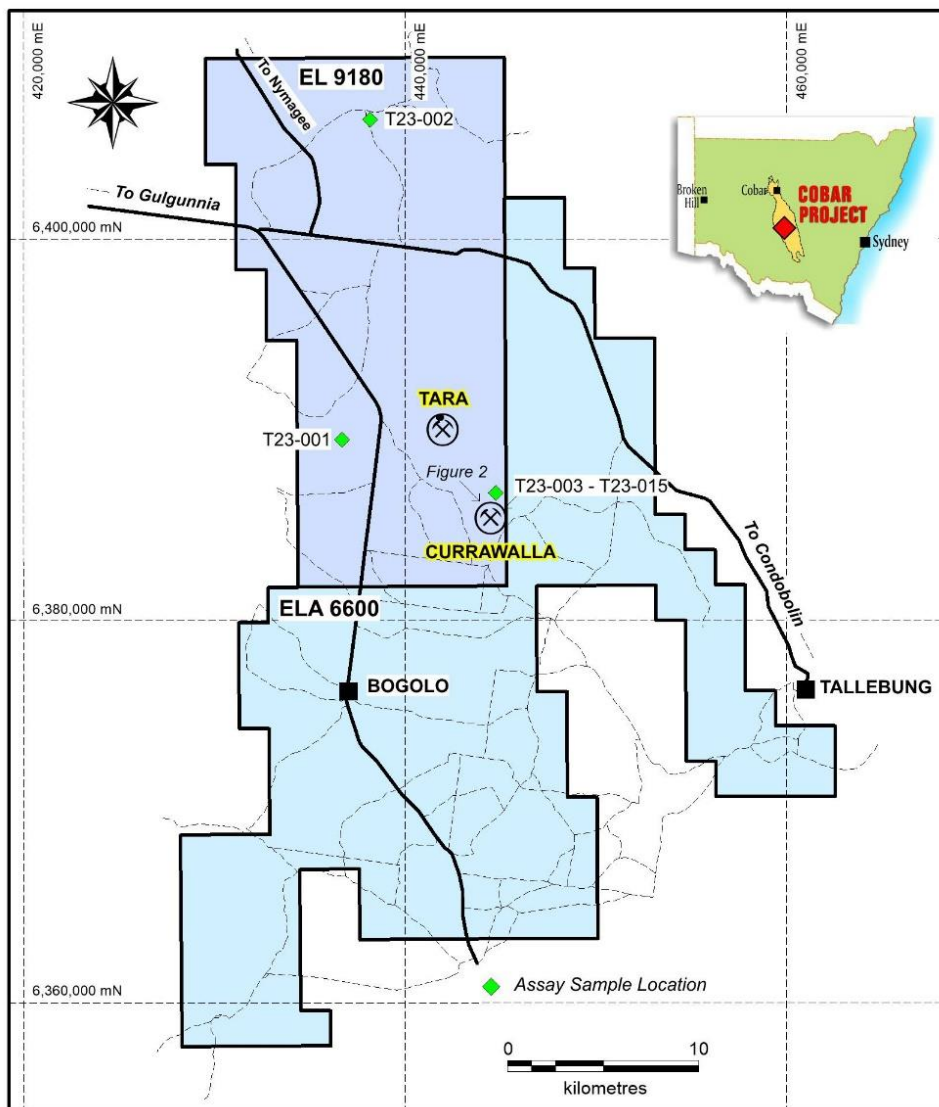 420,000 mE
440,000 mE
460,000 mE
EL 9180
To Nymagee
T23-002
To Gulgunnia
Broken
Hill
Cobar
COBAR
PROJECT
Sydney
6,400,000 mN
TARA
T23-001
Figure 2
T23-003 - T23-015
CURRAWALLA
To Condobolin
6,380,000 mN
ELA 6600
BOGOLO
TALLEBUNG
6,360,000 mN
Assay Sample Location
0
10
kilometres